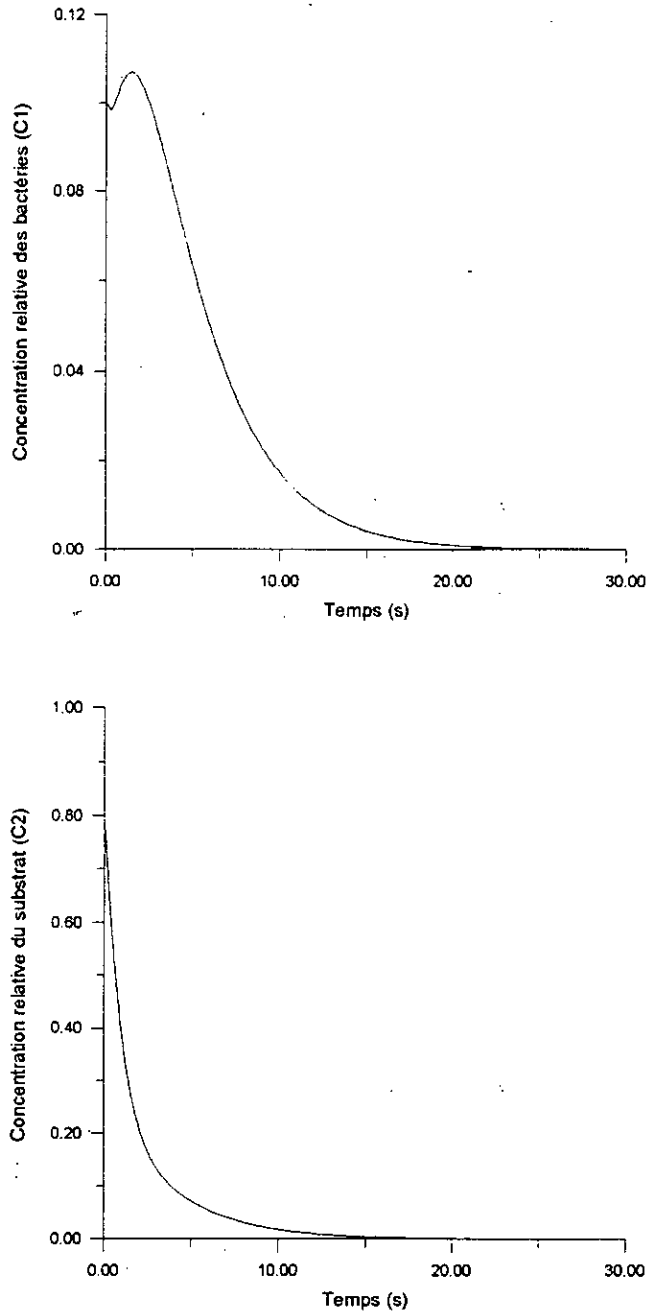 0.12
0.08
0.04
0.00
Concentration relative des bactéries (C1)
0.00 10.00 20.00 30.00
Temps (s)
1.00
0.80
0.60
0.40
0.20
0.00
Concentration relative du substrat (C2)
0.00 10.00 20.00 30.00
Temps (s)